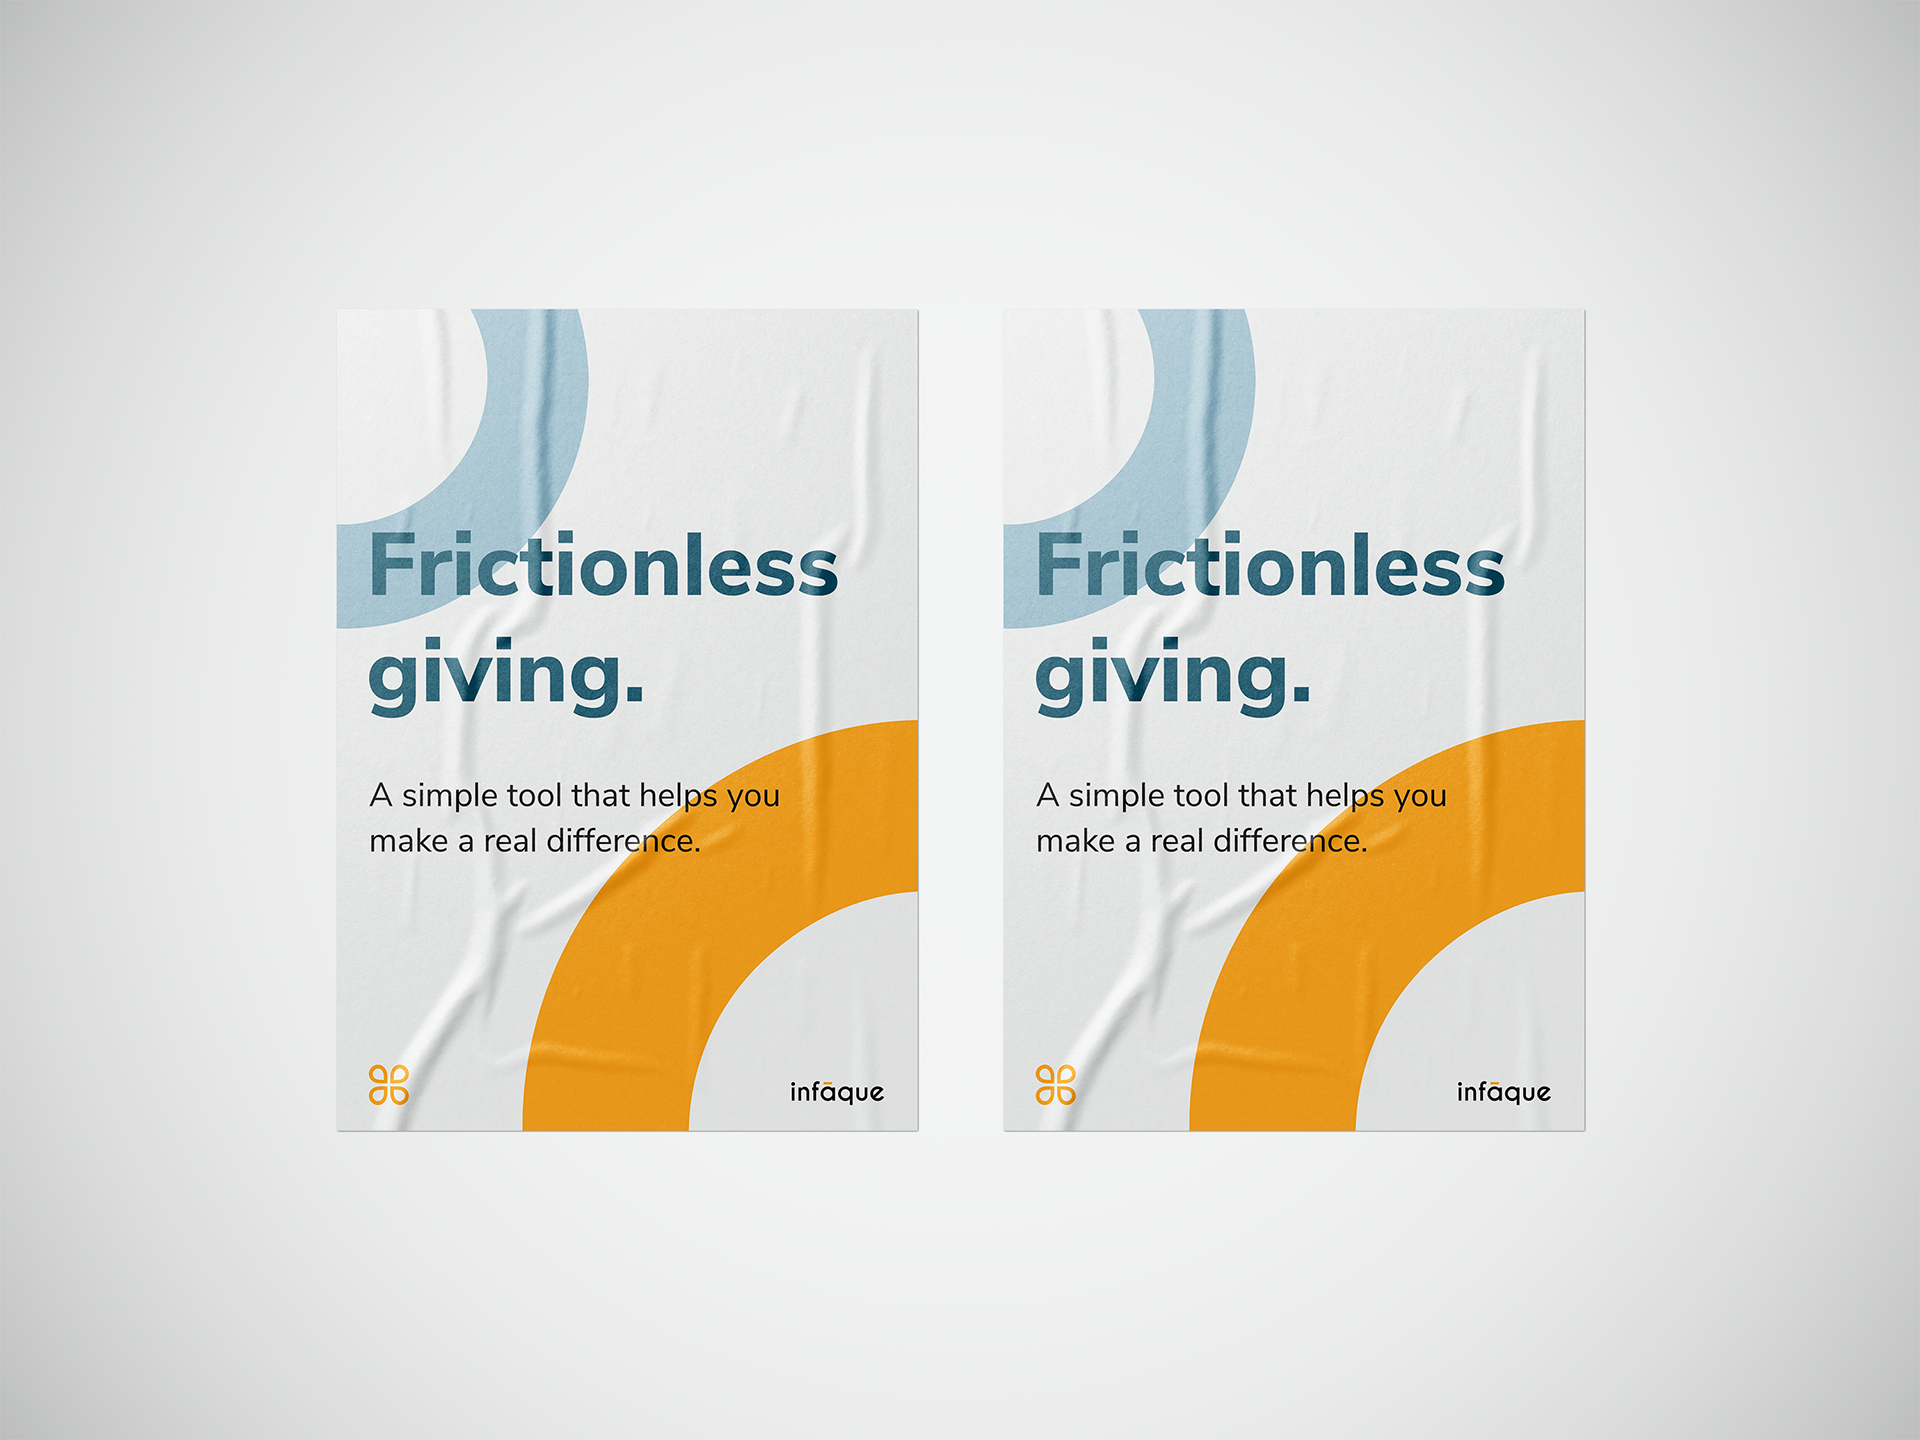 Frictionless
giving.
A simple tool that helps you
make a real difference.
infāque
Frictionless
giving.
A simple tool that helps you
make a real difference.
infāque